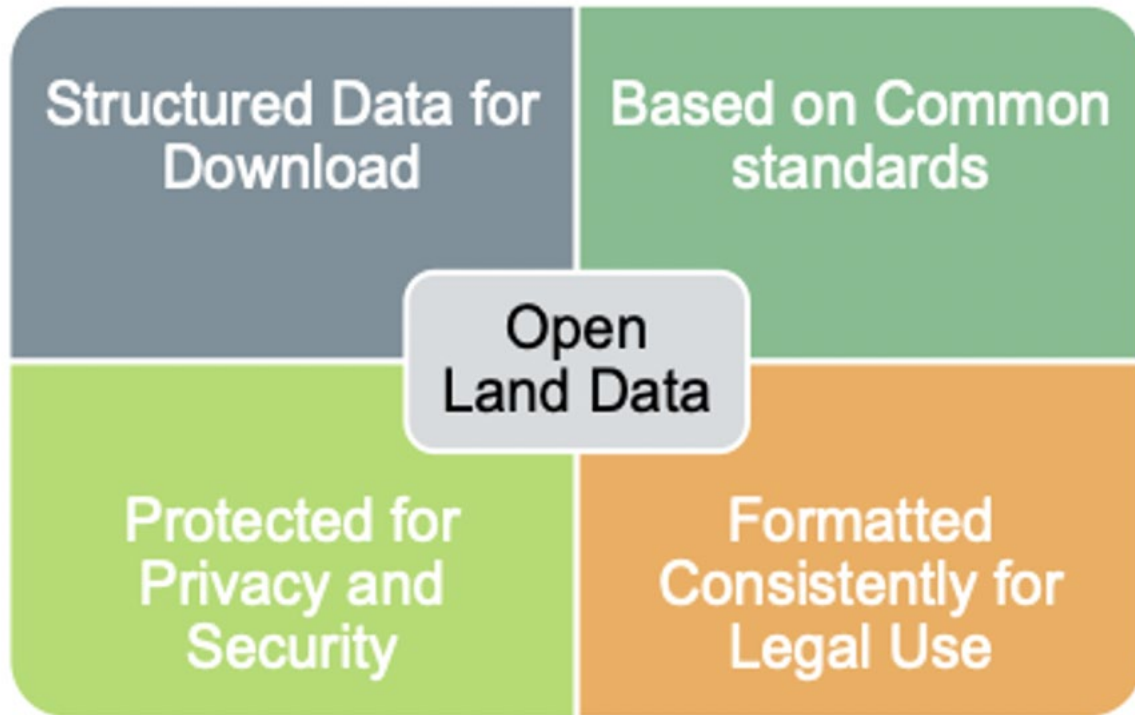 Structured Data for
Download
Based on Common
standards
Open
Land Data
Protected for
Privacy and
Security
Formatted
Consistently for
Legal Use